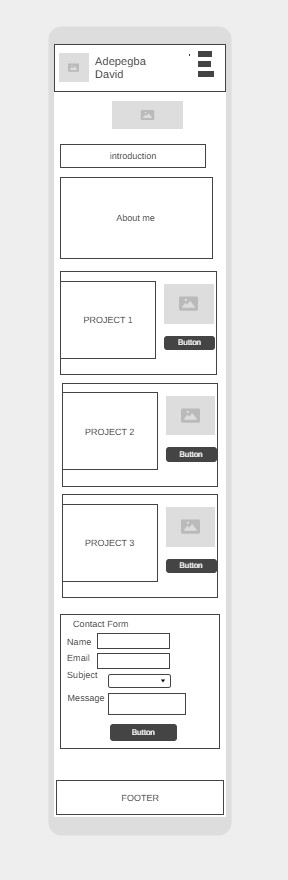 Adepegba
David
introduction
About me
PROJECT 1
Button
PROJECT 2
Button
PROJECT 3
Button
Contact Form
Name
Email
Subject
Message
Button
FOOTER